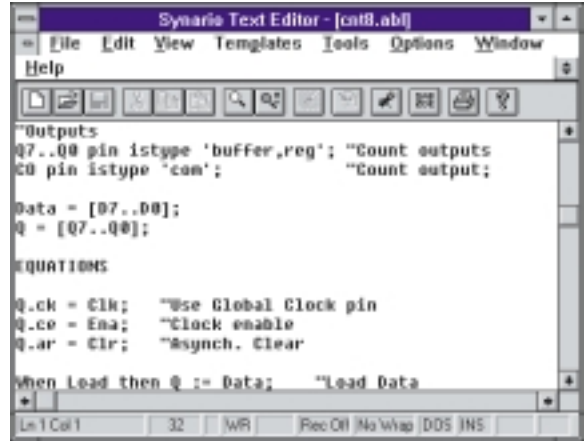 Synario Text Editor - [cnt8.abl]
File Edit View Templates Tools Options Window
Help
"Outputs
Q7..Q0 pin istype 'buffer,reg'; "Count outputs
CO pin istype 'com'; "Count output;
Data = [D7..D0];
Q = [Q7..Q0];
EQUATIONS
Q.ck = Clk; "Use Global Clock pin
Q.ce = Ena; "Clock enable
Q.ar = Clr; "Asynch. Clear
When Load then Q := Data; "Load Data
Ln 1 Col 1 32 WR Rec Off No Wrap DOS INS